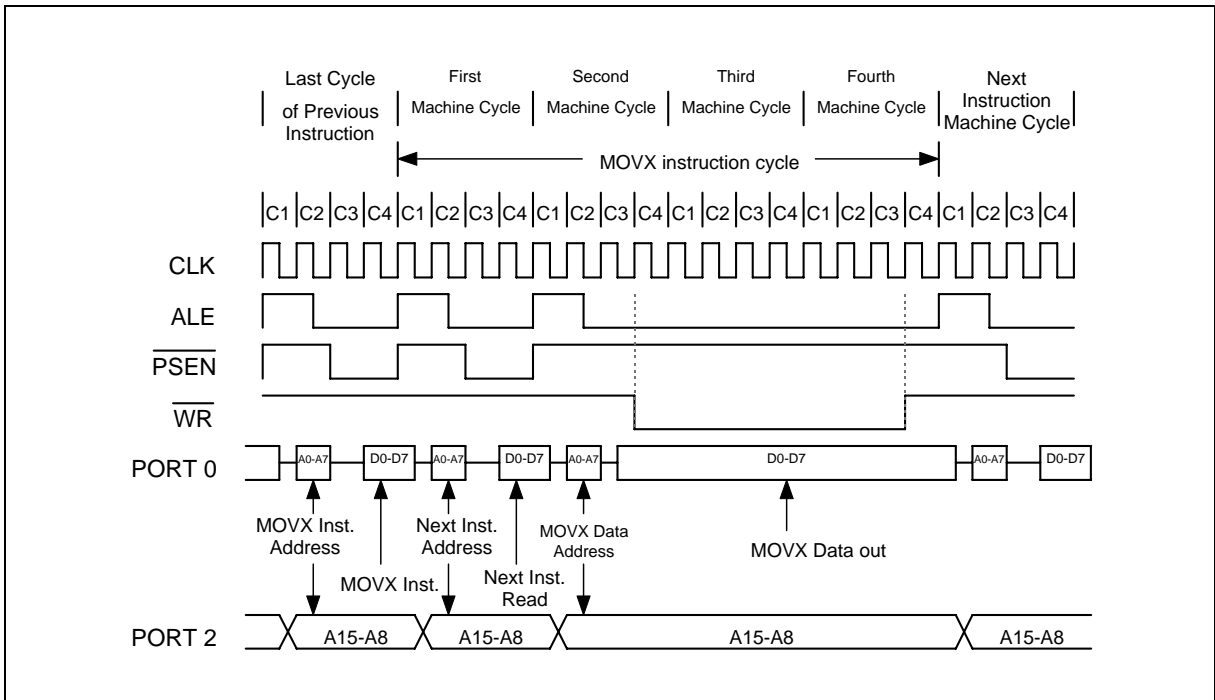 Last Cycle
of Previous
Instruction
First
Machine Cycle
Second
Machine Cycle
Third
Machine Cycle
Fourth
Machine Cycle
Next
Instruction
Machine Cycle
MOVX instruction cycle
C1 C2 C3 C4 C1 C2 C3 C4 C1 C2 C3 C4 C1 C2 C3 C4 C1 C2 C3 C4 C1 C2 C3 C4
CLK
ALE
PSEN
WR
PORT 0
A0-A7 D0-D7 A0-A7 D0-D7 A0-A7 D0-D7 A0-A7 D0-D7
MOVX Inst.
Address
MOVX Inst.
Next Inst.
Address
Next Inst.
Read
MOVX Data
Address
MOVX Data out
PORT 2
A15-A8 A15-A8 A15-A8 A15-A8